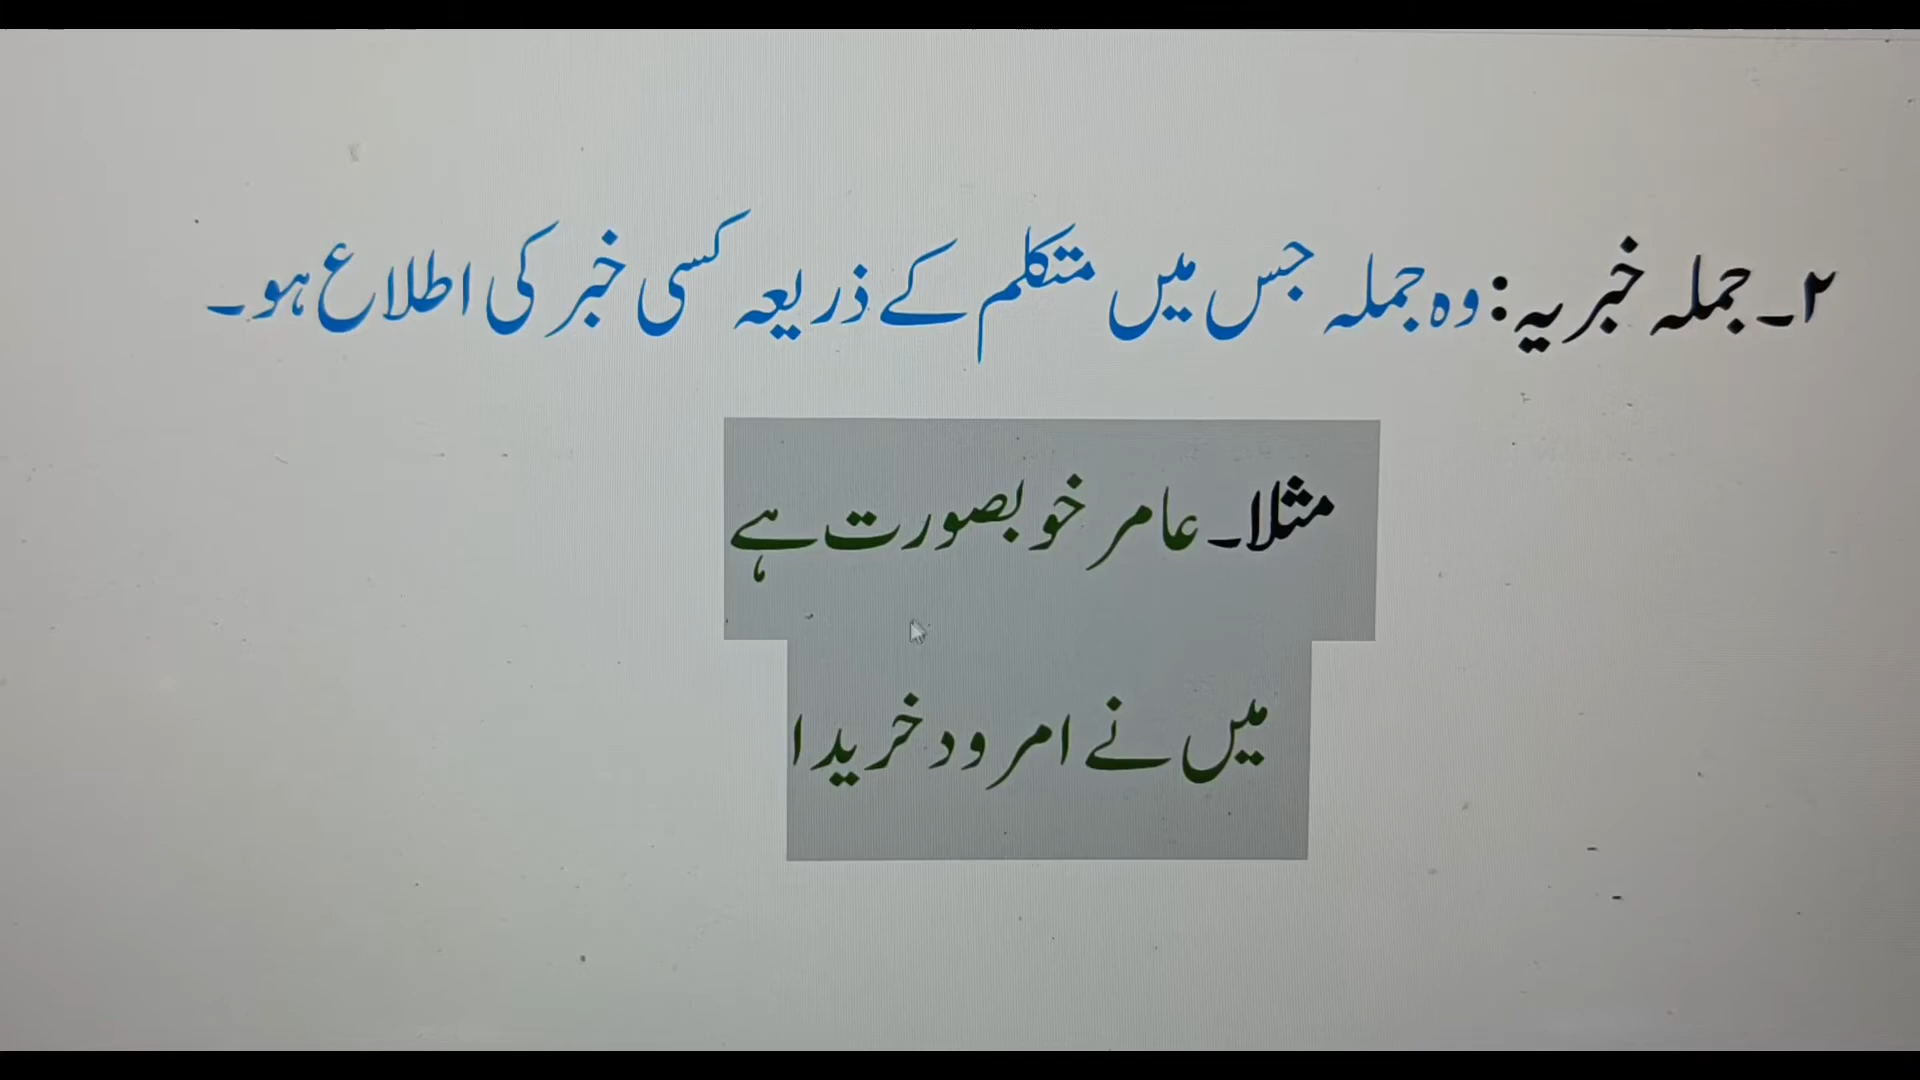 ۲۔ جملہ خبریہ: وہ جملہ جس میں متکلم کے ذریعہ کسی خبر کی اطلاع ہو۔
مثلا۔ عامر خوبصورت ہے
میں نے امرود خریدا